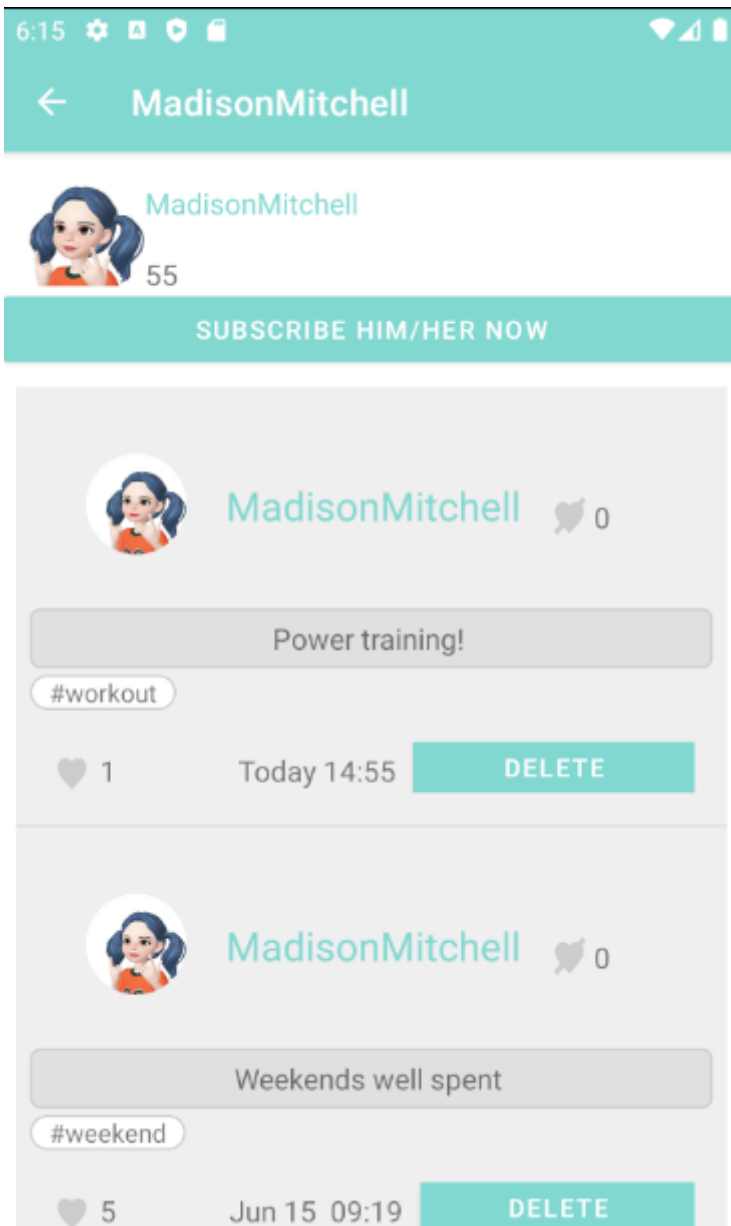 6:15
MadisonMitchell
MadisonMitchell
55
SUBSCRIBE HIM/HER NOW
MadisonMitchell 0
Power training!
#workout
1 Today 14:55 DELETE
MadisonMitchell 0
Weekends well spent
#weekend
5 Jun 15 09:19 DELETE